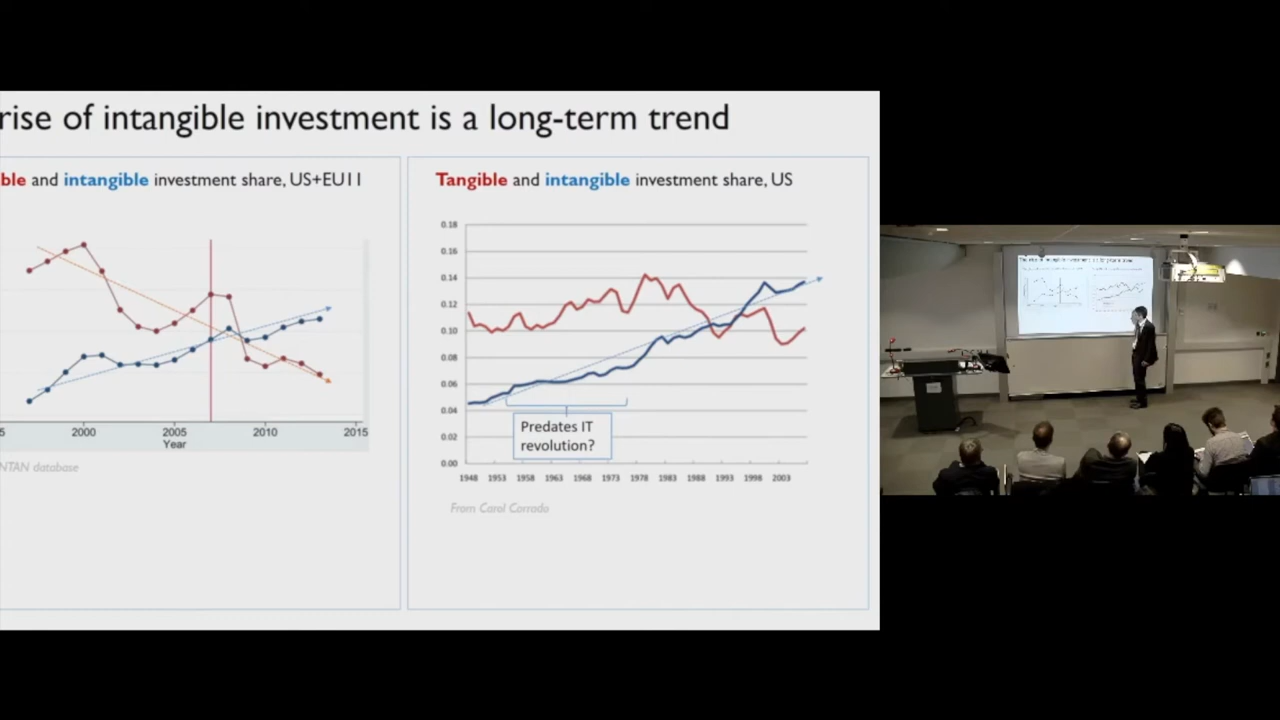 rise of intangible investment is a long-term trend
ble and intangible investment share, US+EU11
2000 2005 2010 2015
Year
NTAN database
Tangible and intangible investment share, US
0.18
0.16
0.14
0.12
0.10
0.08
0.06
0.04
0.02
0.00
Predates IT
revolution?
1948 1953 1958 1963 1968 1973 1978 1983 1988 1993 1998 2003
From Carol Corrado